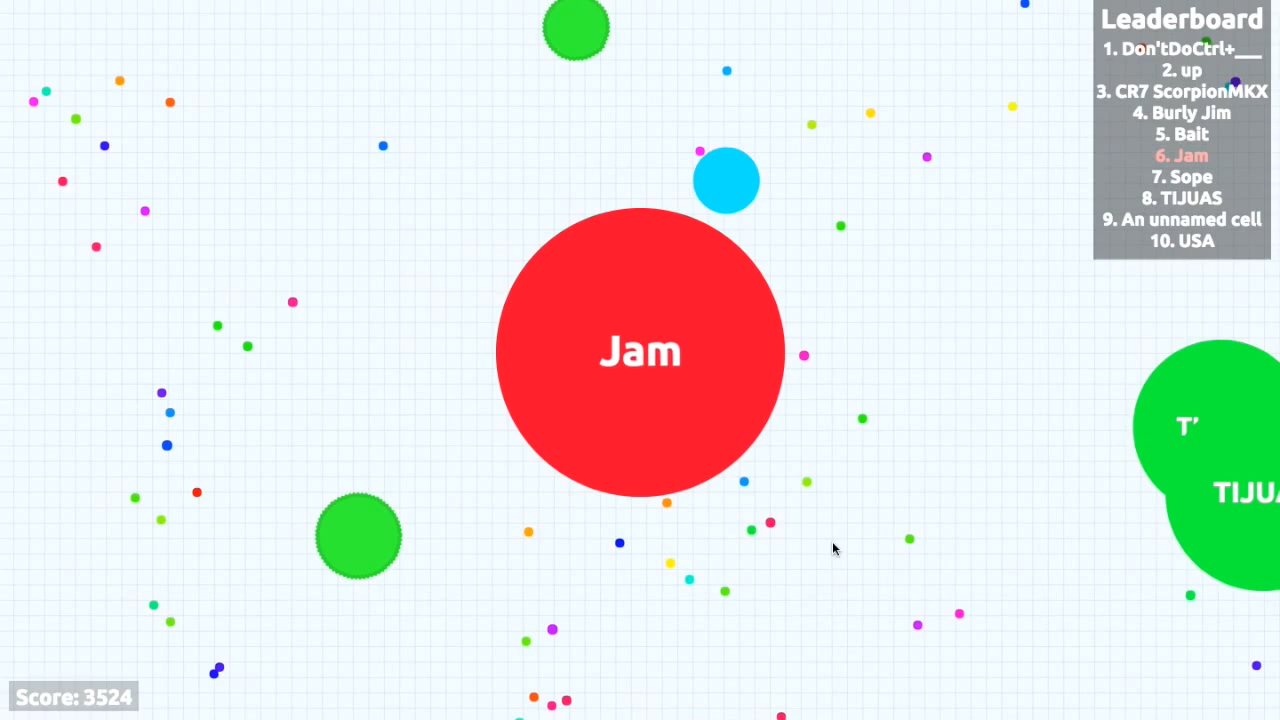 Leaderboard
1. Don'tDoCtrl+___
2. up
3. CR7 ScorpionMKX
4. Burly Jim
5. Bait
6. Jam
7. Sope
8. TIJUAS
9. An unnamed cell
10. USA
Jam
T
TIJUA
Score: 3524